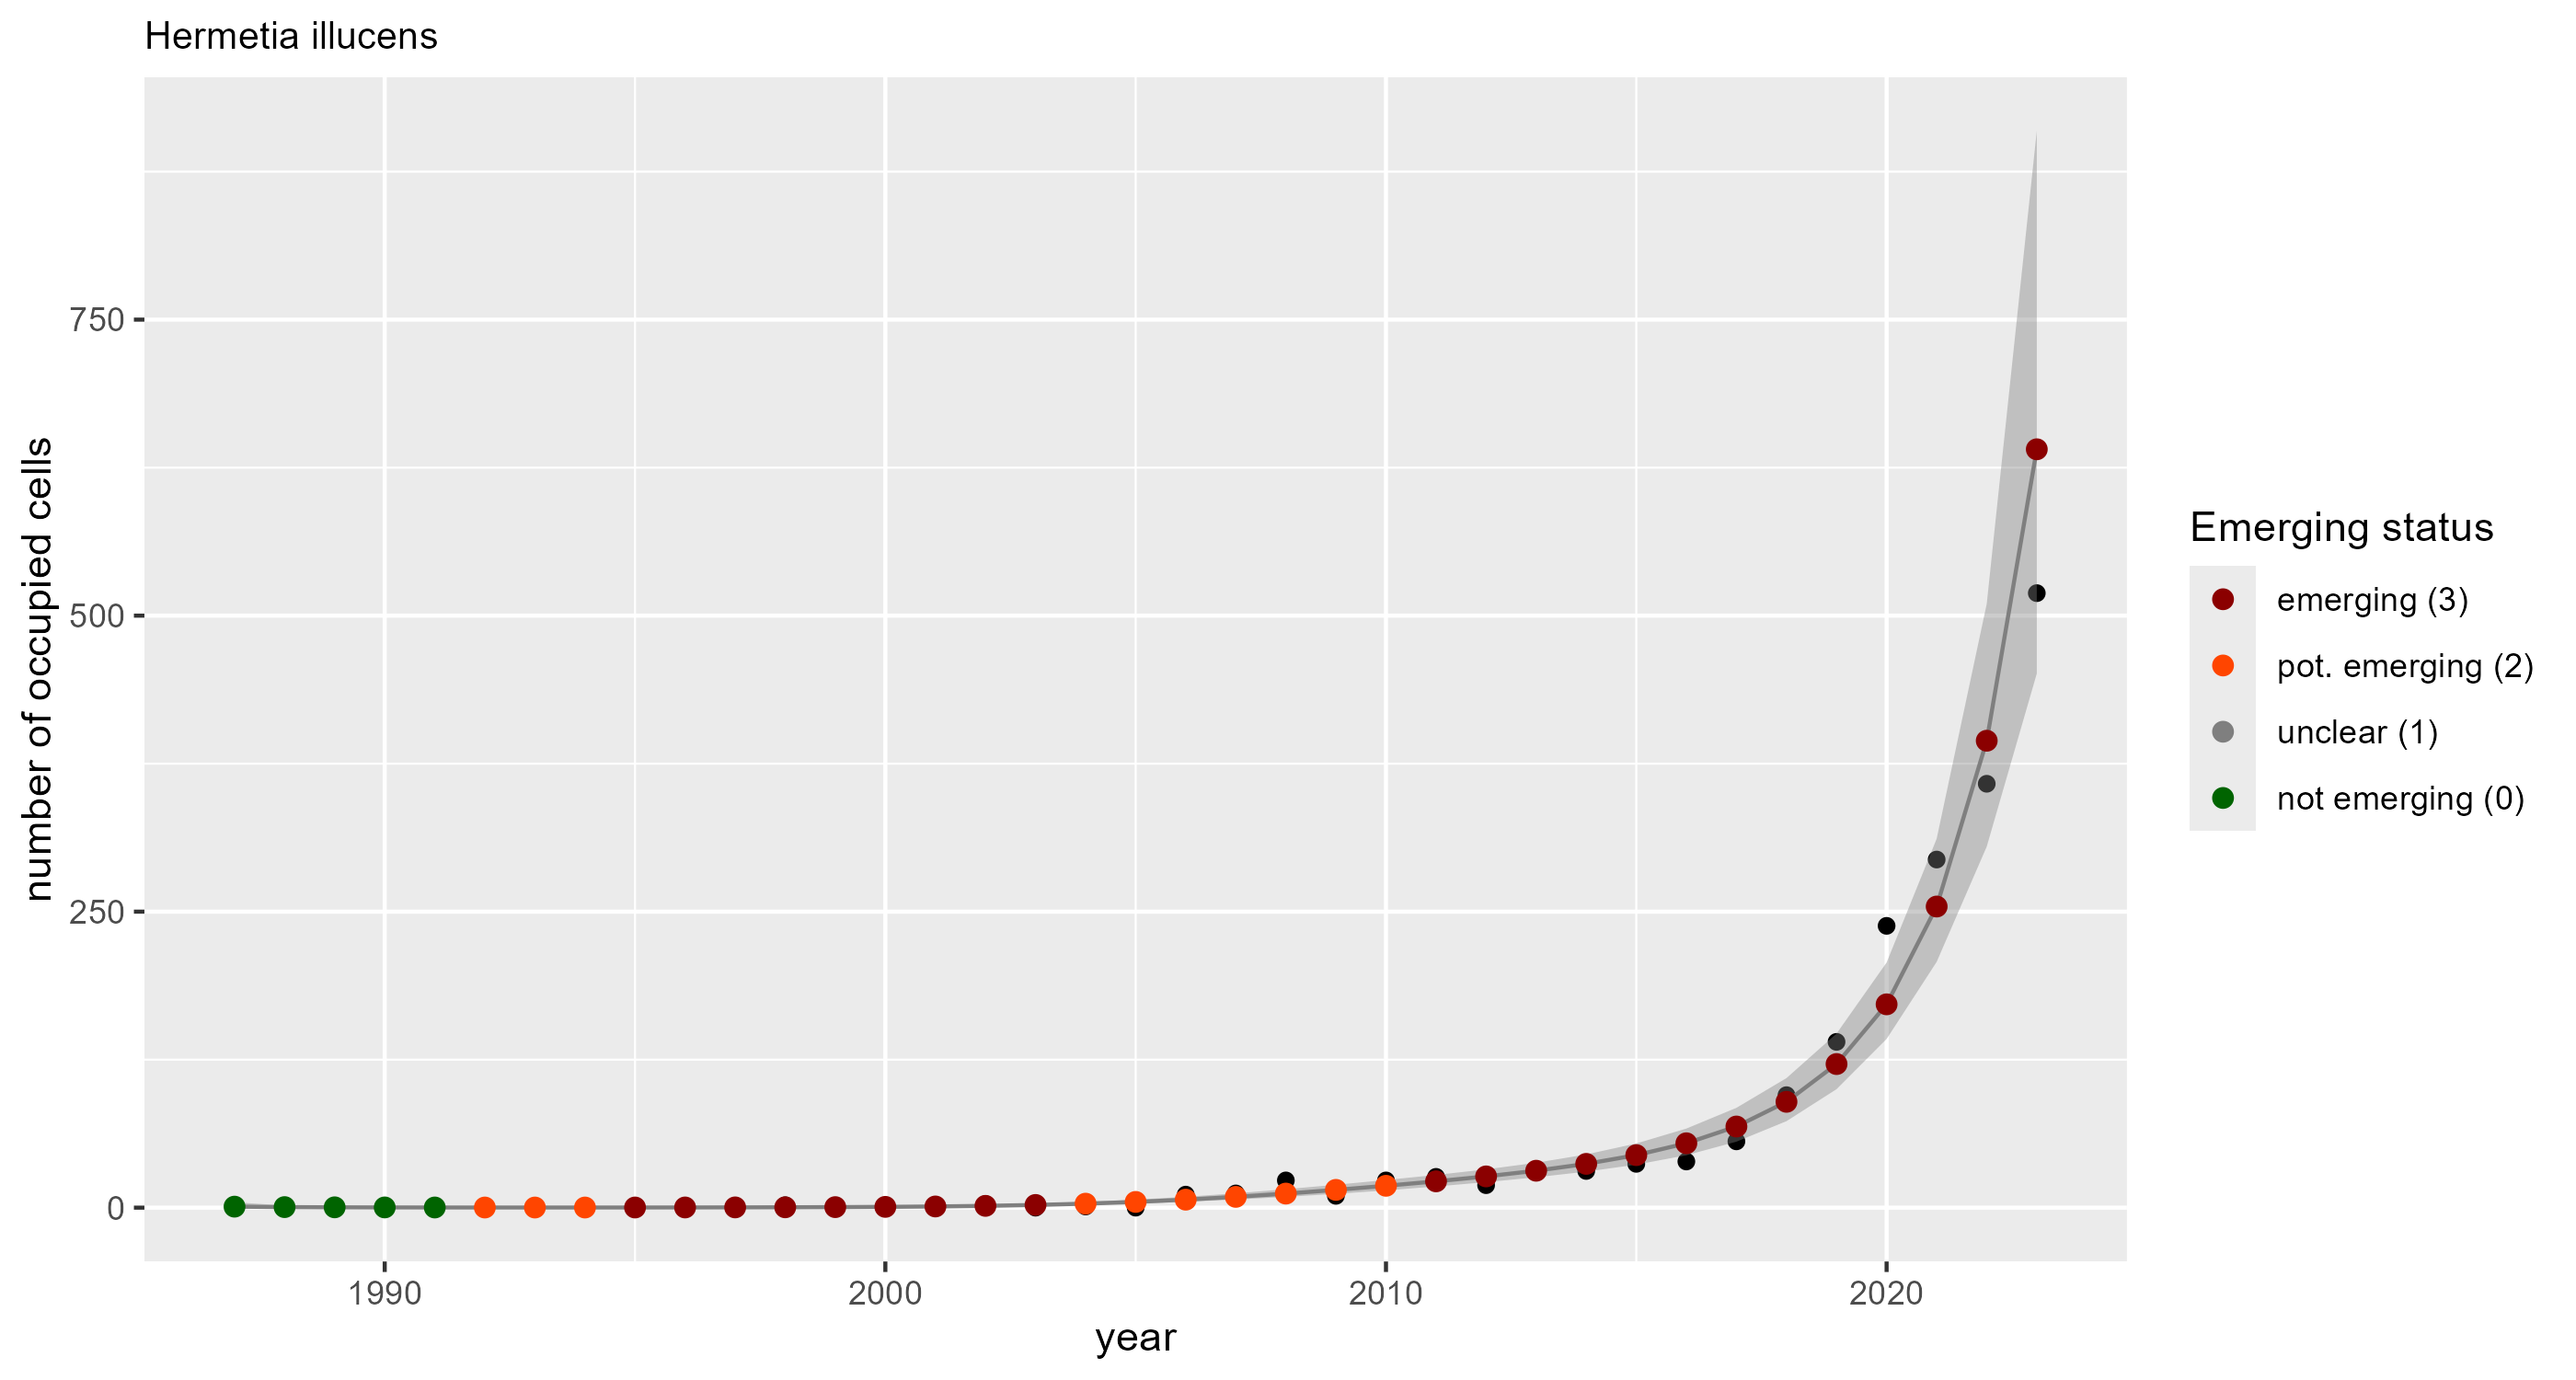 Hermetia illucens
number of occupied cells
750
500
250
0
1990
2000
2010
2020
year
Emerging status
emerging (3)
pot. emerging (2)
unclear (1)
not emerging (0)